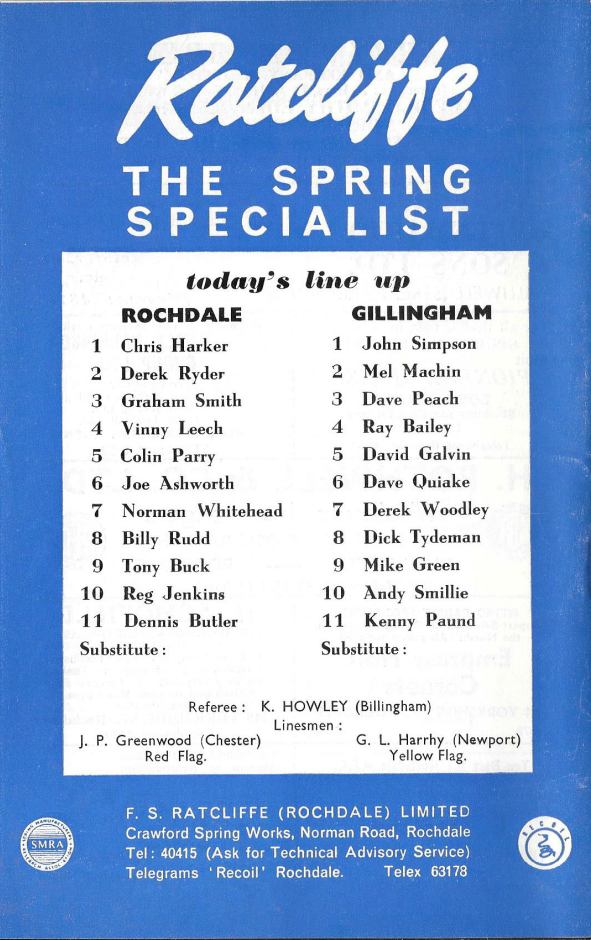 Ratcliffe
THE SPRING
SPECIALIST
today's line up
ROCHDALE
1 Chris Harker
2 Derek Ryder
3 Graham Smith
4 Vinny Leech
5 Colin Parry
6 Joe Ashworth
7 Norman Whitehead
8 Billy Rudd
9 Tony Buck
10 Reg Jenkins
11 Dennis Butler
Substitute :
GILLINGHAM
1 John Simpson
2 Mel Machin
3 Dave Peach
4 Ray Bailey
5 David Galvin
6 Dave Quiake
7 Derek Woodley
8 Dick Tydeman
9 Mike Green
10 Andy Smillie
11 Kenny Paund
Substitute :
Referee : K. HOWLEY (Billingham)
Linesmen :
J. P. Greenwood (Chester)
Red Flag.
G. L. Harrhy (Newport)
Yellow Flag.
F. S. RATCLIFFE (ROCHDALE) LIMITED
Crawford Spring Works, Norman Road, Rochdale
Tel : 40415 (Ask for Technical Advisory Service)
Telegrams 'Recoil' Rochdale. Telex 63178
SMRA
RECOIL